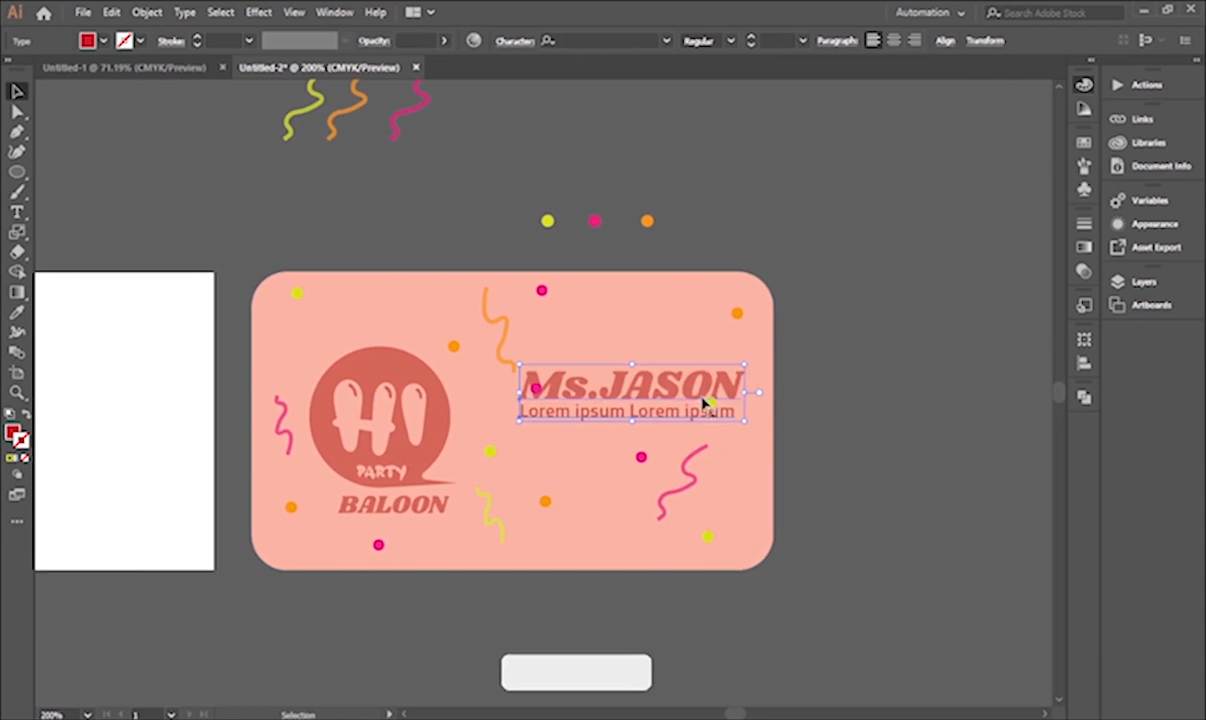 Ai File Edit Object Type Select Effect View Window Help Automation Search Adobe Stock
Type Stroke: Opacity: Character: Regular Paragraph: Align Transform
Untitled-1 @ 71.19% (CMYK/Preview) × Untitled-2* @ 200% (CMYK/Preview) ×
Actions
Links
Libraries
Document Info
Variables
Appearance
Asset Export
Layers
Artboards
HI
PARTY
BALOON
Ms.JASON
Lorem ipsum Lorem ipsum
200% 1 Selection